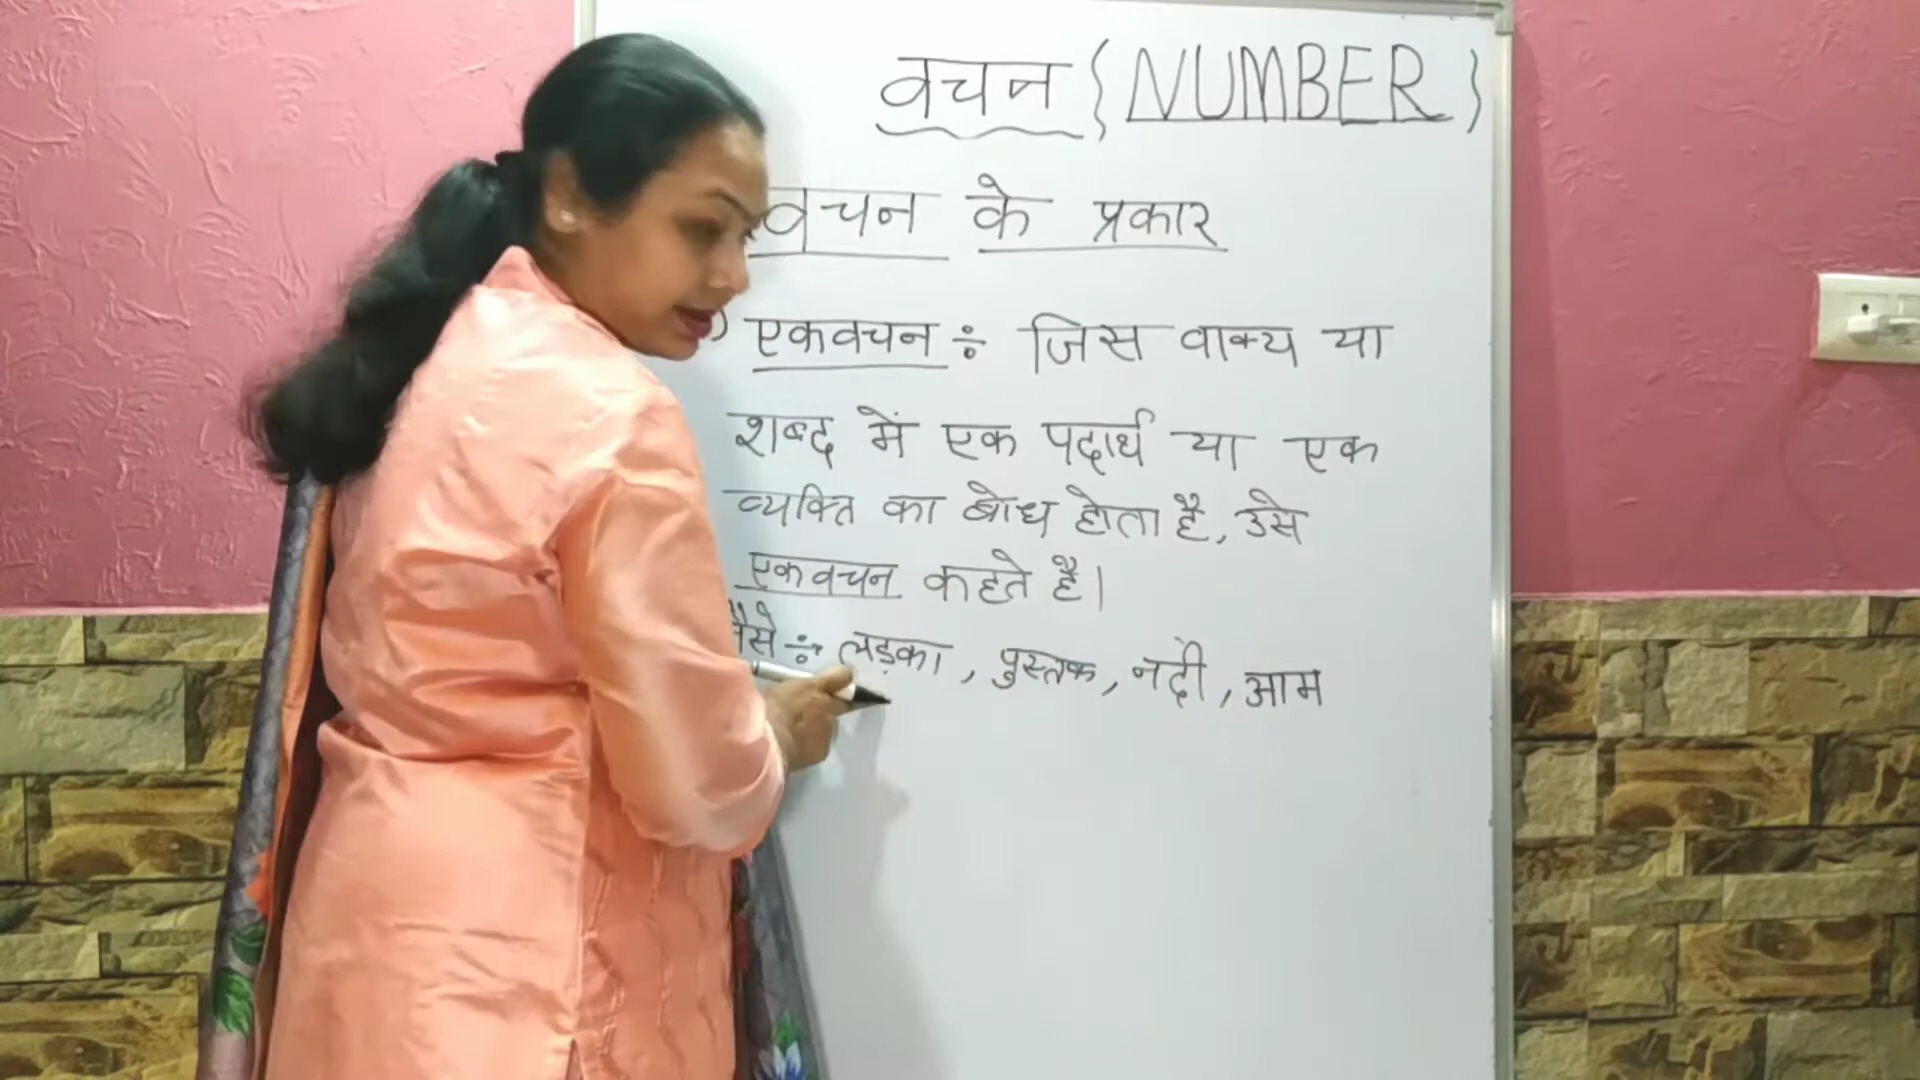 वचन {NUMBER}
वचन के प्रकार
) एकवचन ÷ जिस वाक्य या
शब्द में एक पदार्थ या एक
व्यक्ति का बोध होता है, उसे
एकवचन कहते है।
जैसे ÷ लड़का, पुस्तक, नदी, आम